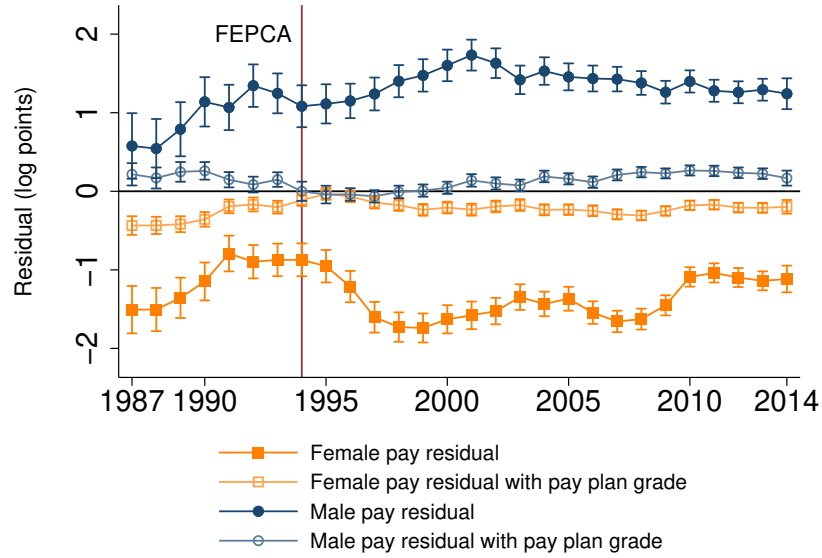 FEPCA
Residual (log points)
2
1
0
−1
−2
1987 1990 1995 2000 2005 2010 2014
Female pay residual
Female pay residual with pay plan grade
Male pay residual
Male pay residual with pay plan grade